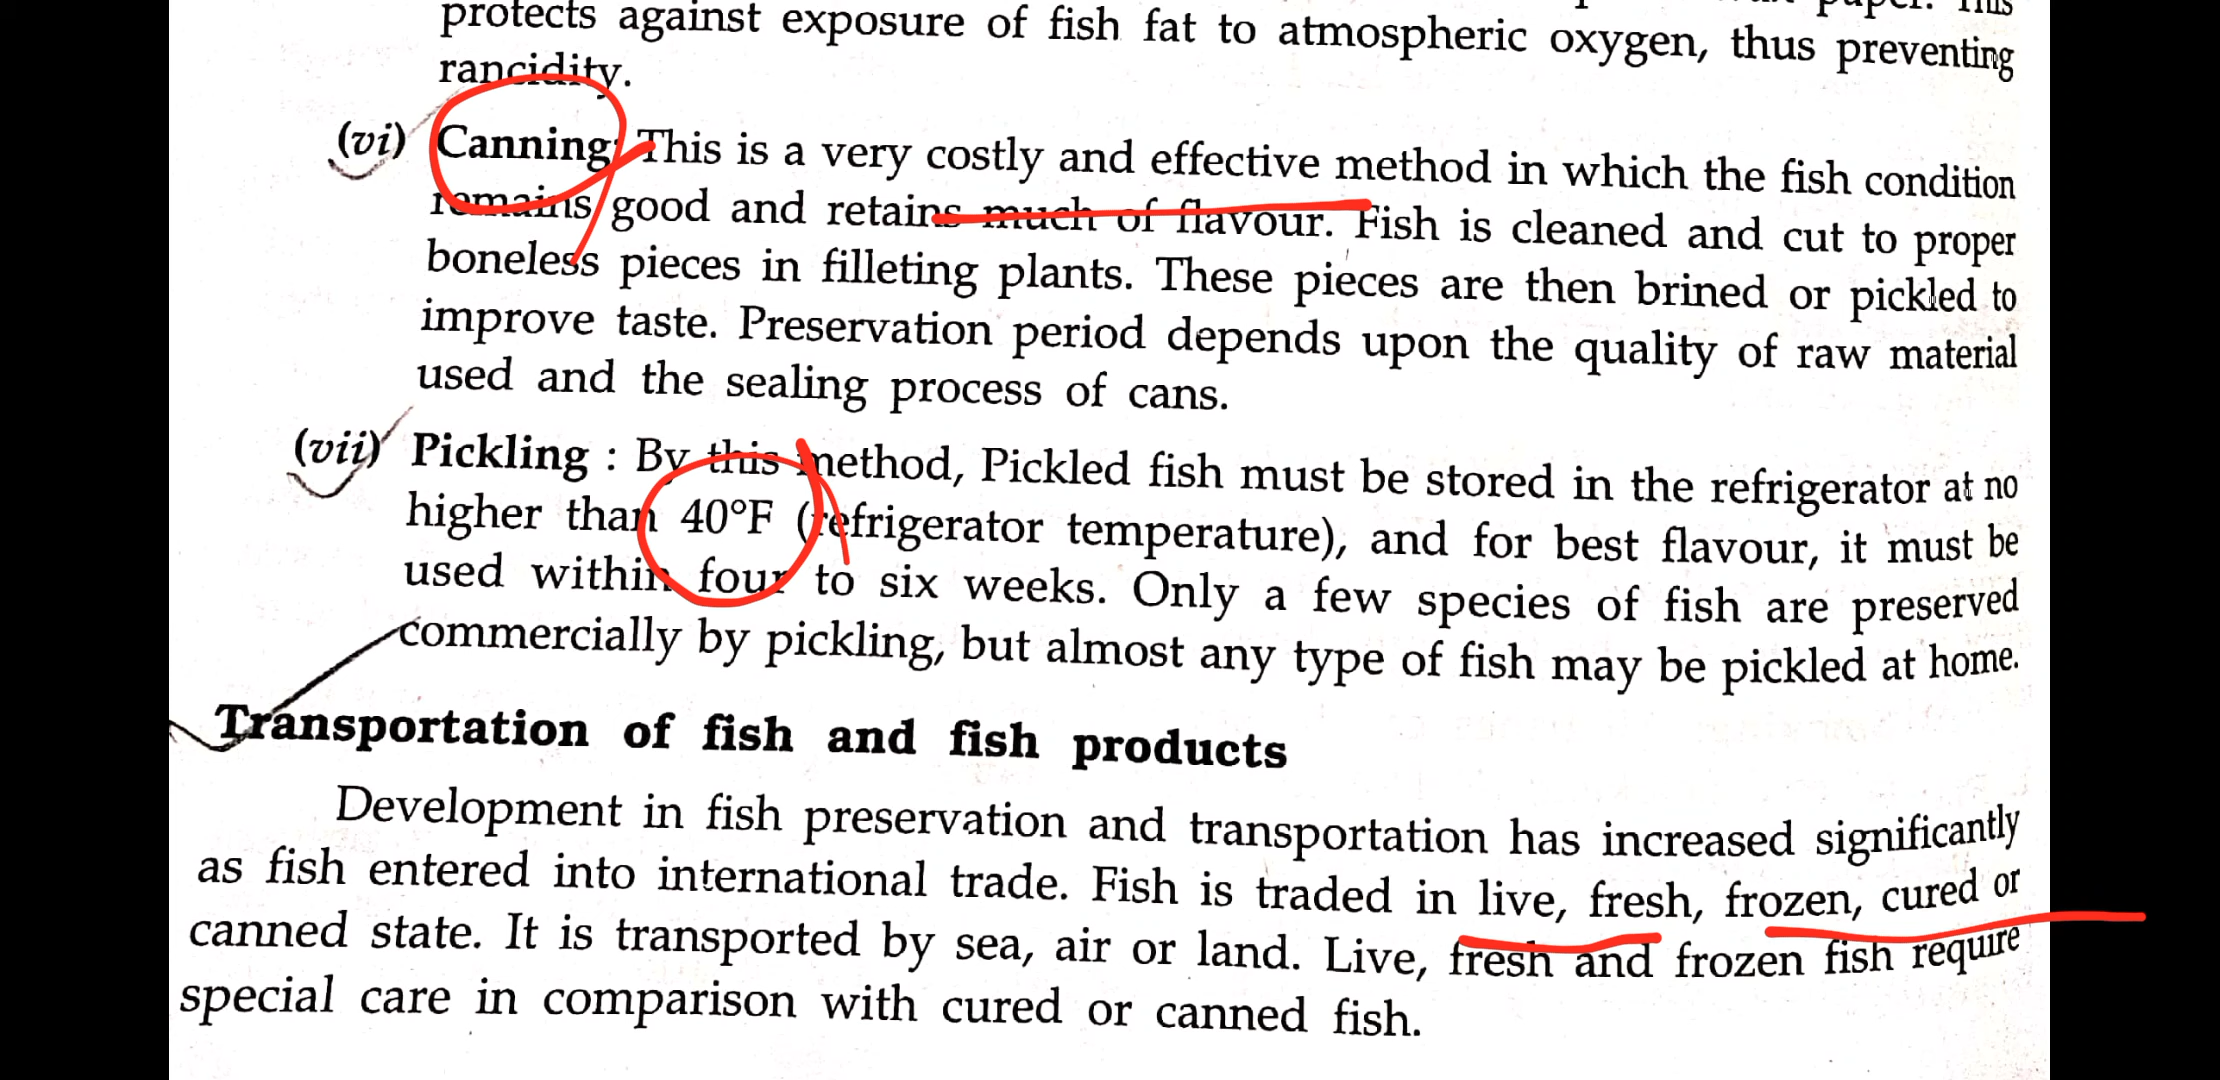 protects against exposure of fish fat to atmospheric oxygen, thus preventing
rancidity.
(vi) Canning: This is a very costly and effective method in which the fish condition
remains good and retains much of flavour. Fish is cleaned and cut to proper
boneless pieces in filleting plants. These pieces are then brined or pickled to
improve taste. Preservation period depends upon the quality of raw material
used and the sealing process of cans.
(vii) Pickling : By this method, Pickled fish must be stored in the refrigerator at no
higher than 40°F (refrigerator temperature), and for best flavour, it must be
used within four to six weeks. Only a few species of fish are preserved
commercially by pickling, but almost any type of fish may be pickled at home.
Transportation of fish and fish products
Development in fish preservation and transportation has increased significantly
as fish entered into international trade. Fish is traded in live, fresh, frozen, cured or
canned state. It is transported by sea, air or land. Live, fresh and frozen fish require
special care in comparison with cured or canned fish.